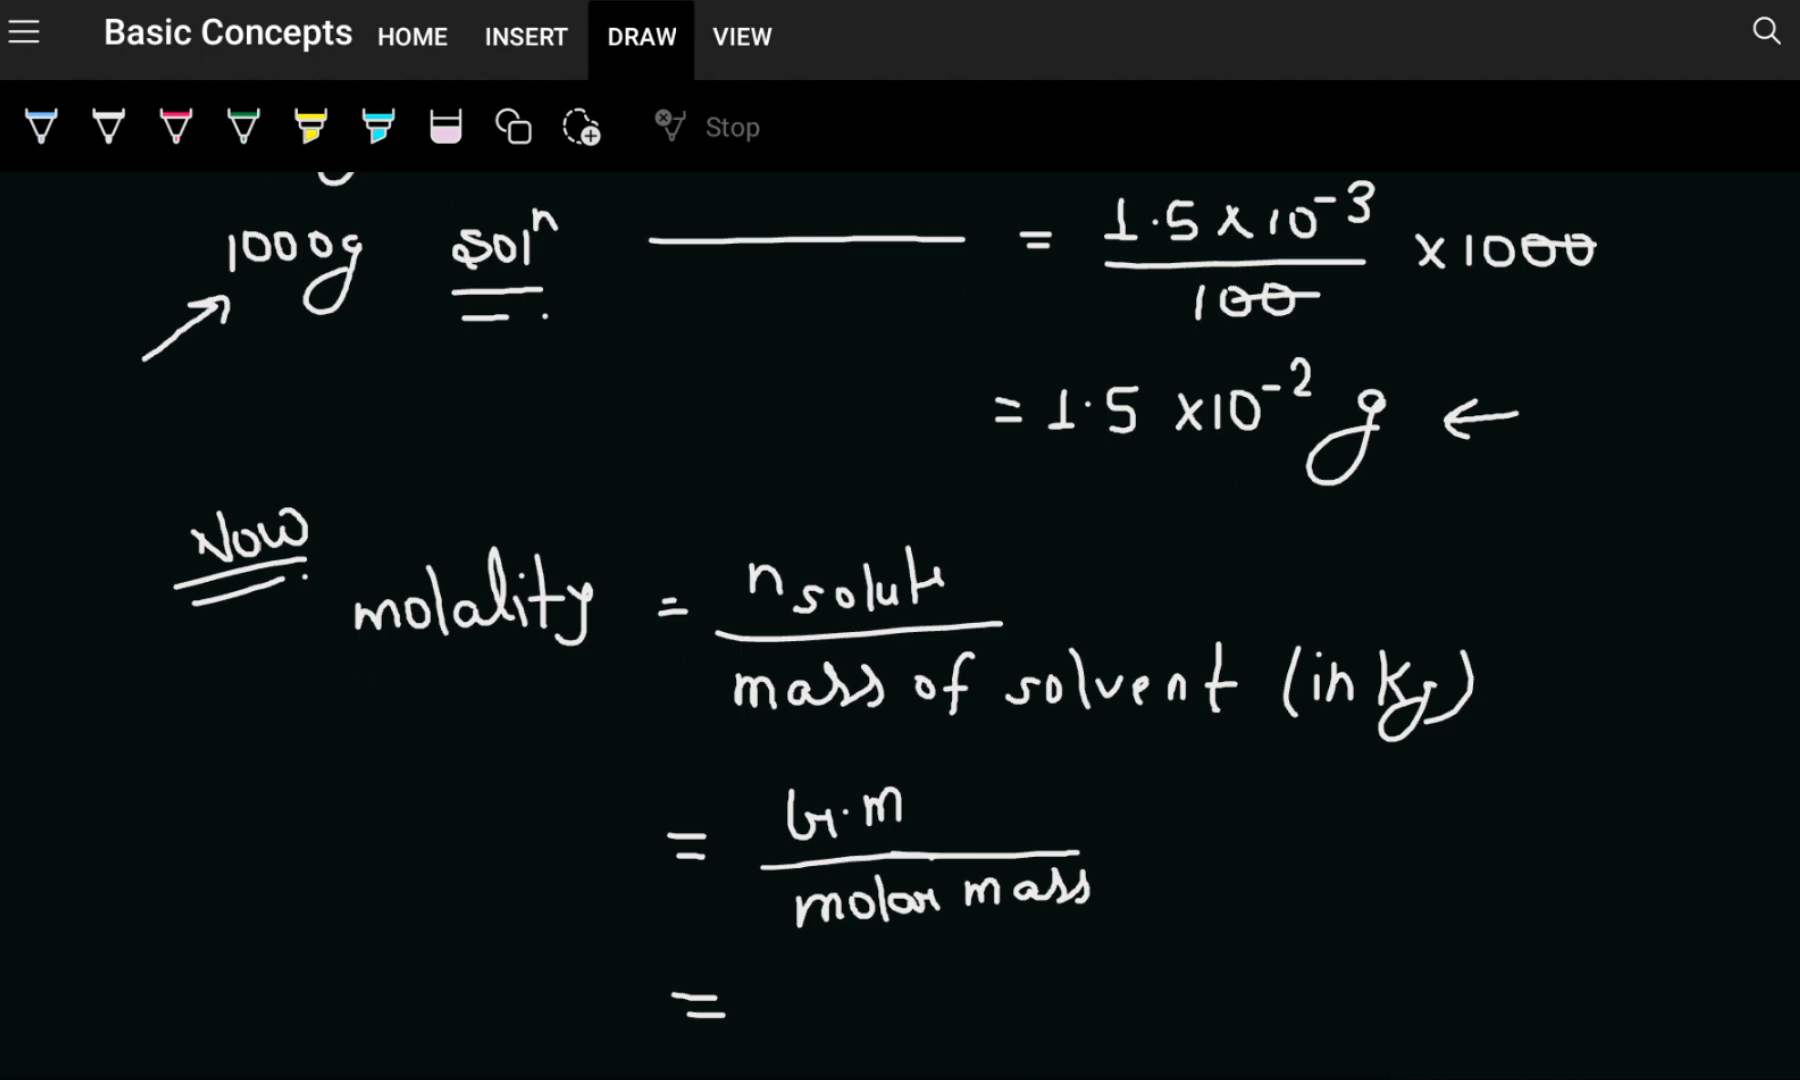 Basic Concepts HOME INSERT DRAW VIEW
Stop
1000g solⁿ = 1.5 x 10⁻³ / 100 x 1000
= 1.5 x10⁻² g ←
Now
molality = n solute / mass of solvent (in kg)
= G.m / molar mass
=